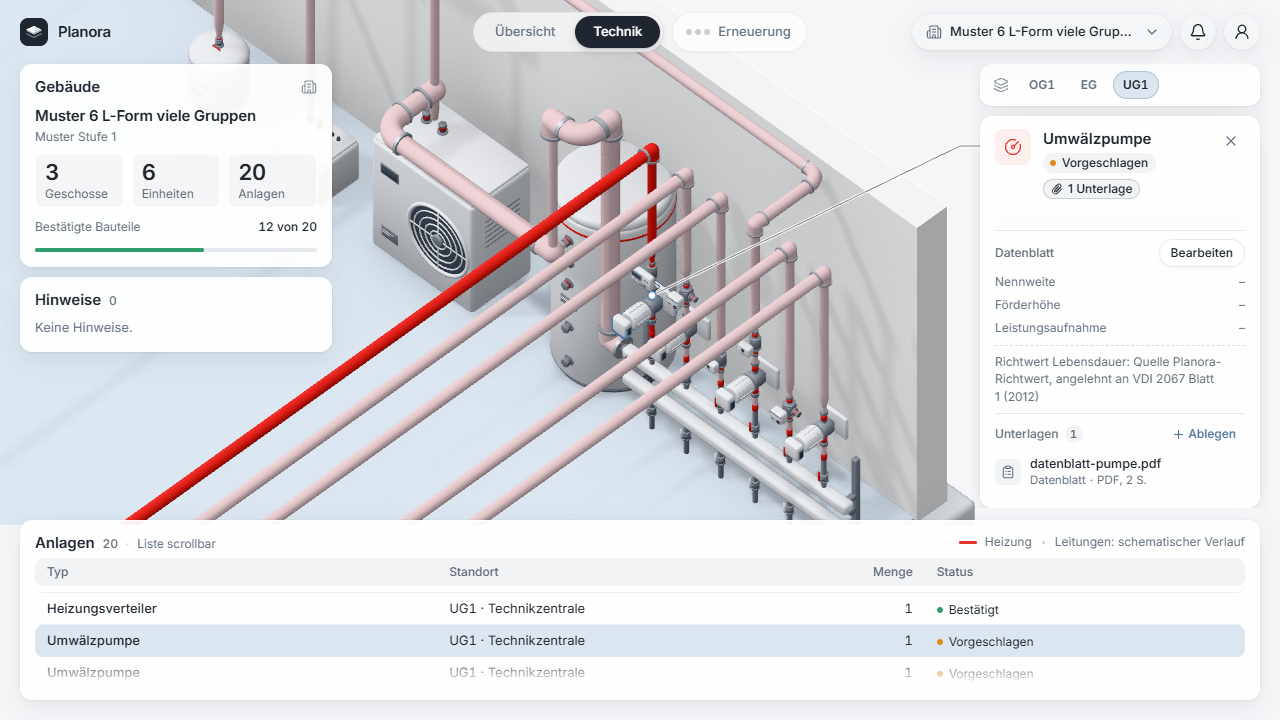 Planora
Übersicht
Technik
Erneuerung
Muster 6 L-Form viele Grup...
Gebäude
Muster 6 L-Form viele Gruppen
Muster Stufe 1
3
Geschosse
6
Einheiten
20
Anlagen
Bestätigte Bauteile
12 von 20
Hinweise 0
Keine Hinweise.
OG1
EG
UG1
Umwälzpumpe
Vorgeschlagen
1 Unterlage
Datenblatt
Bearbeiten
Nennweite –
Förderhöhe –
Leistungsaufnahme –
Richtwert Lebensdauer: Quelle Planora-
Richtwert, angelehnt an VDI 2067 Blatt
1 (2012)
Unterlagen 1
+ Ablegen
datenblatt-pumpe.pdf
Datenblatt · PDF, 2 S.
Anlagen 20 · Liste scrollbar
Heizung · Leitungen: schematischer Verlauf
Typ Standort Menge Status
Heizungsverteiler UG1 · Technikzentrale 1 Bestätigt
Umwälzpumpe UG1 · Technikzentrale 1 Vorgeschlagen
Umwälzpumpe UG1 · Technikzentrale 1 Vorgeschlagen